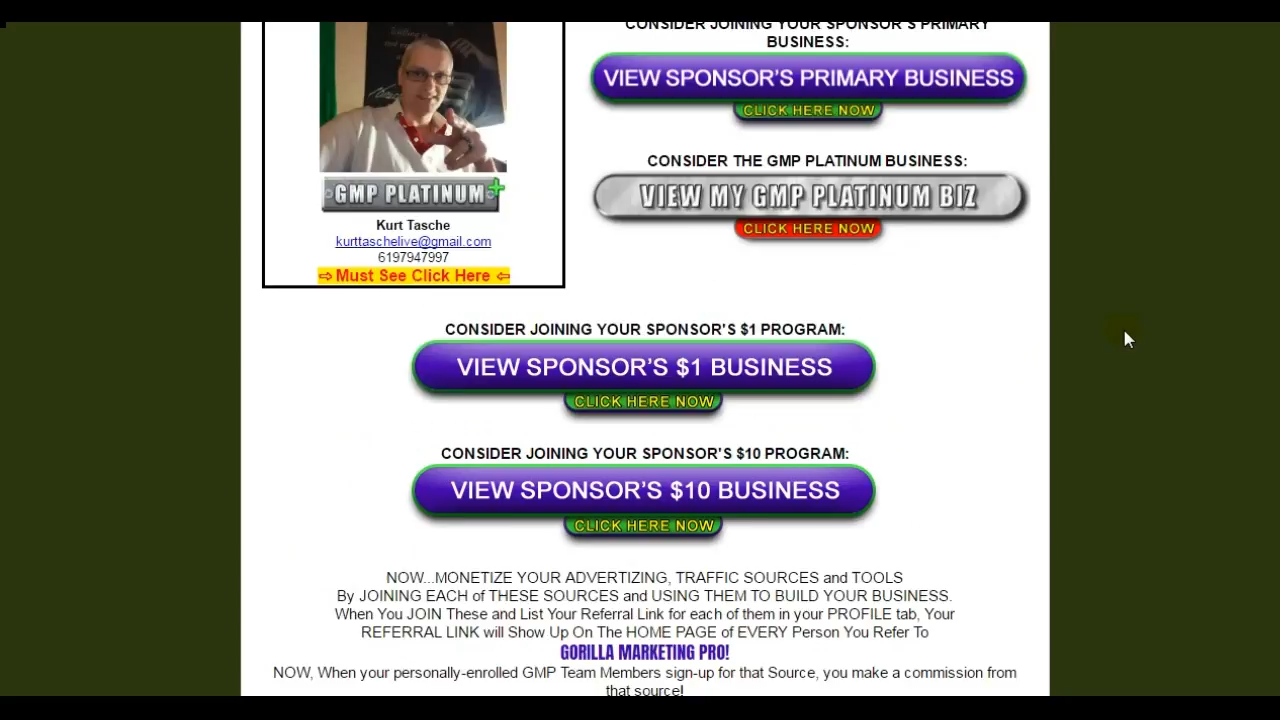 CONSIDER JOINING YOUR SPONSOR'S PRIMARY
BUSINESS:
VIEW SPONSOR'S PRIMARY BUSINESS
CLICK HERE NOW
CONSIDER THE GMP PLATINUM BUSINESS:
VIEW MY GMP PLATINUM BIZ
CLICK HERE NOW
GMP PLATINUM+
Kurt Tasche
kurttaschelive@gmail.com
6197947997
⇨ Must See Click Here ⇦
CONSIDER JOINING YOUR SPONSOR'S $1 PROGRAM:
VIEW SPONSOR'S $1 BUSINESS
CLICK HERE NOW
CONSIDER JOINING YOUR SPONSOR'S $10 PROGRAM:
VIEW SPONSOR'S $10 BUSINESS
CLICK HERE NOW
NOW...MONETIZE YOUR ADVERTIZING, TRAFFIC SOURCES and TOOLS
By JOINING EACH of THESE SOURCES and USING THEM TO BUILD YOUR BUSINESS.
When You JOIN These and List Your Referral Link for each of them in your PROFILE tab, Your
REFERRAL LINK will Show Up On The HOME PAGE of EVERY Person You Refer To
GORILLA MARKETING PRO!
NOW, When your personally-enrolled GMP Team Members sign-up for that Source, you make a commission from
that source!